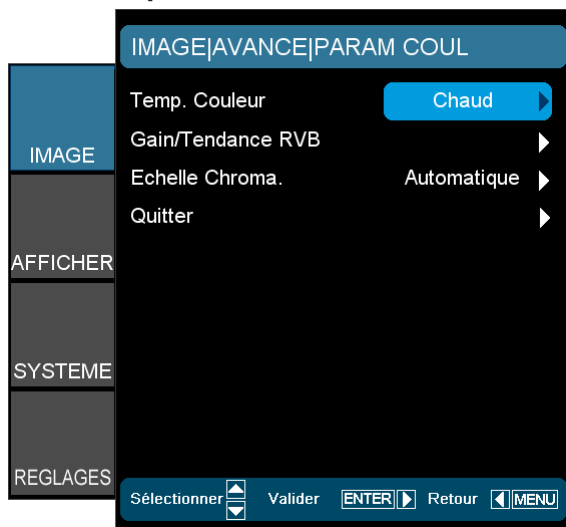 IMAGE|AVANCE|PARAM COUL
Temp. Couleur Chaud
Gain/Tendance RVB
Echelle Chroma. Automatique
Quitter
IMAGE
AFFICHER
SYSTEME
REGLAGES
Sélectionner Valider ENTER Retour MENU